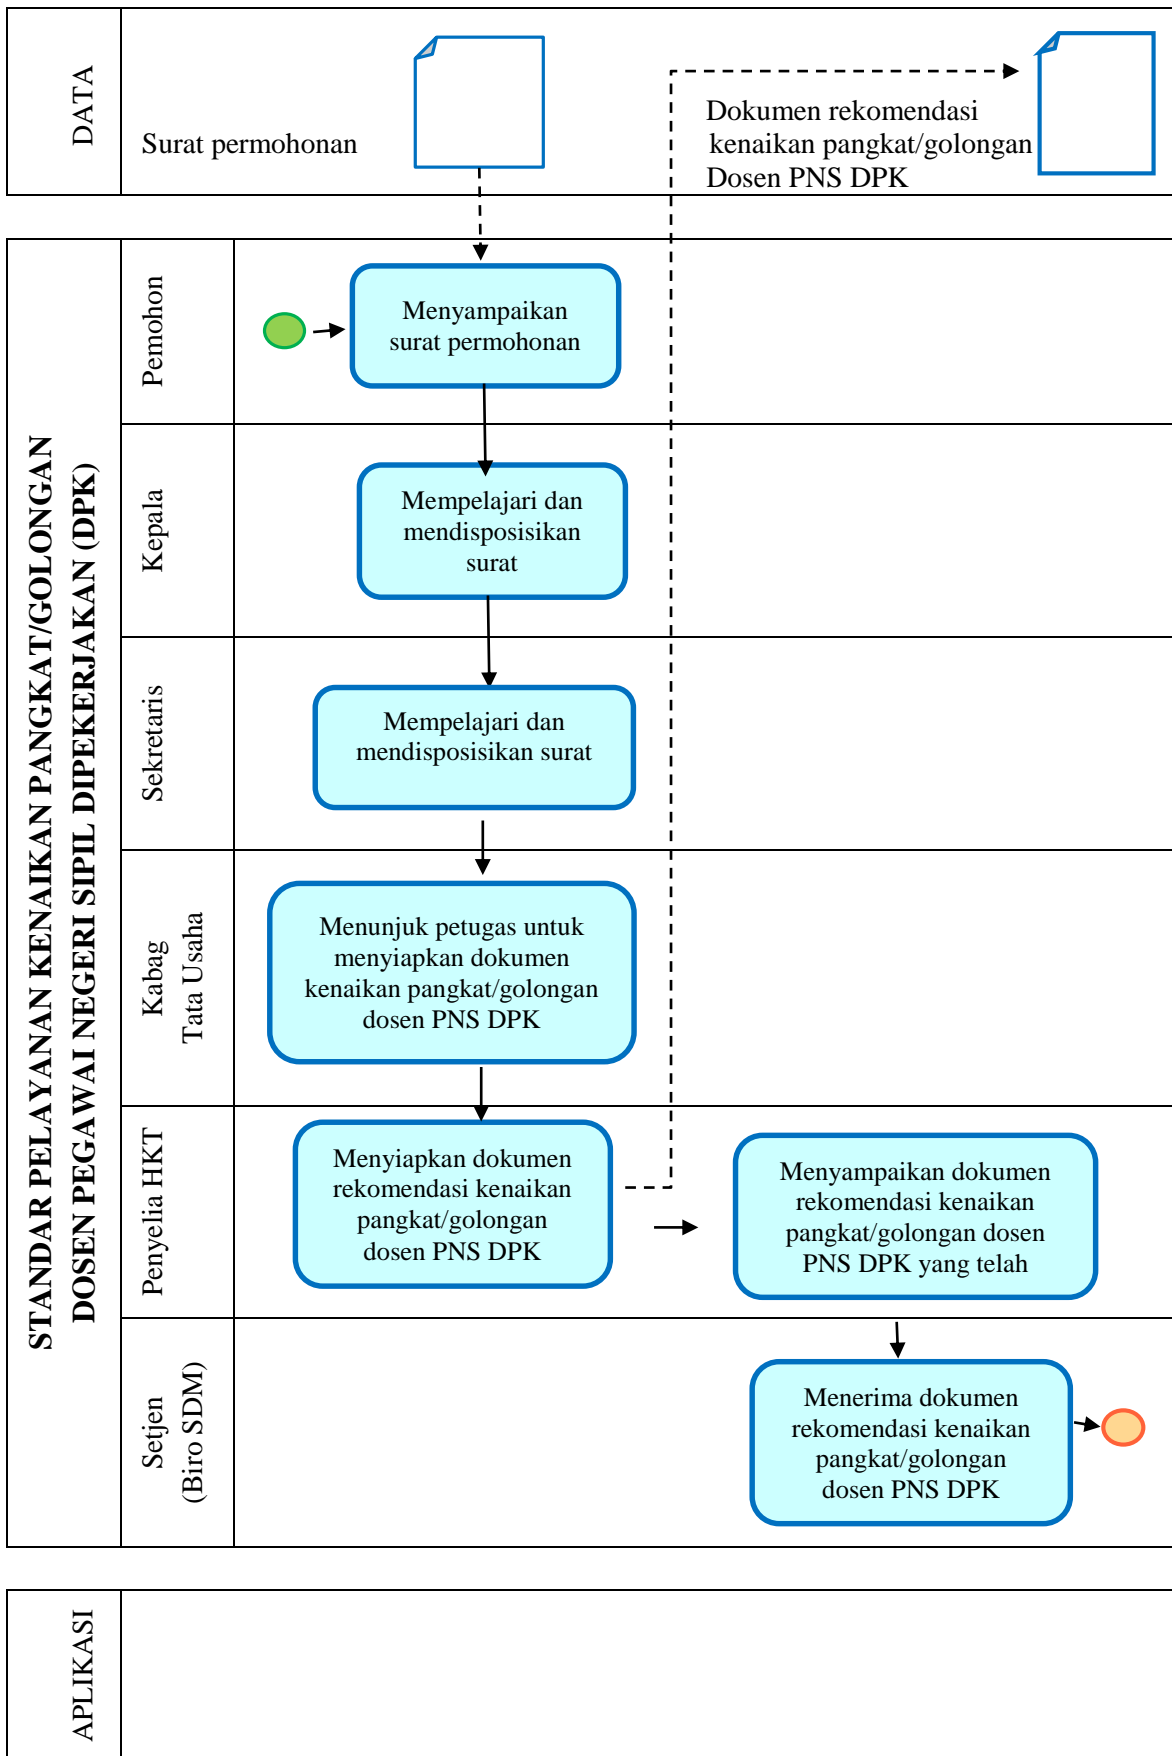 DATA
Surat permohonan
Dokumen rekomendasi
kenaikan pangkat/golongan
Dosen PNS DPK
STANDAR PELAYANAN KENAIKAN PANGKAT/GOLONGAN
DOSEN PEGAWAI NEGERI SIPIL DIPEKERJAKAN (DPK)
Pemohon
Menyampaikan
surat permohonan
Kepala
Mempelajari dan
mendisposisikan
surat
Sekretaris
Mempelajari dan
mendisposisikan surat
Kabag
Tata Usaha
Menunjuk petugas untuk
menyiapkan dokumen
kenaikan pangkat/golongan
dosen PNS DPK
Penyelia HKT
Menyiapkan dokumen
rekomendasi kenaikan
pangkat/golongan
dosen PNS DPK
Menyampaikan dokumen
rekomendasi kenaikan
pangkat/golongan dosen
PNS DPK yang telah
Setjen
(Biro SDM)
Menerima dokumen
rekomendasi kenaikan
pangkat/golongan
dosen PNS DPK
APLIKASI